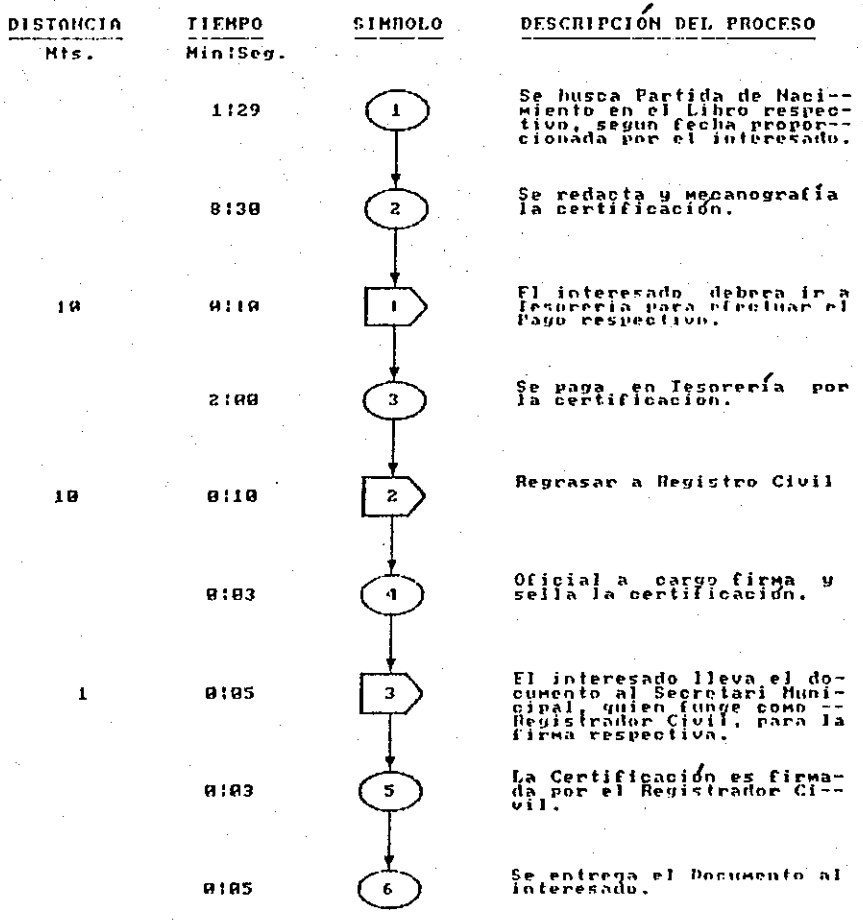 DISTANCIA TIEMPO SIMBOLO DESCRIPCIÓN DEL PROCESO
Mts. Min:Seg.
1:29 1 Se busca Partida de Naci--
miento en el Libro respec-
tivo, segun fecha propor--
cionada por el interesado.
8:30 2 Se redacta y mecanografía
la certificación.
10 0:10 1 El interesado debera ir a
Tesoreria para efectuar el
Pago respectivo.
2:00 3 Se paga en Tesorería por
la certificacion.
10 0:10 2 Regrasar a Registro Civil
0:03 4 Oficial a cargo firma y
sella la certificación.
1 0:05 3 El interesado lleva el do-
cumento al Secretari Muni-
cipal, quien funge como --
Registrador Civil, para la
firma respectiva.
0:03 5 La Certificación es firma-
da por el Registrador Ci--
vil.
0:05 6 Se entrega el Documento al
interesado.